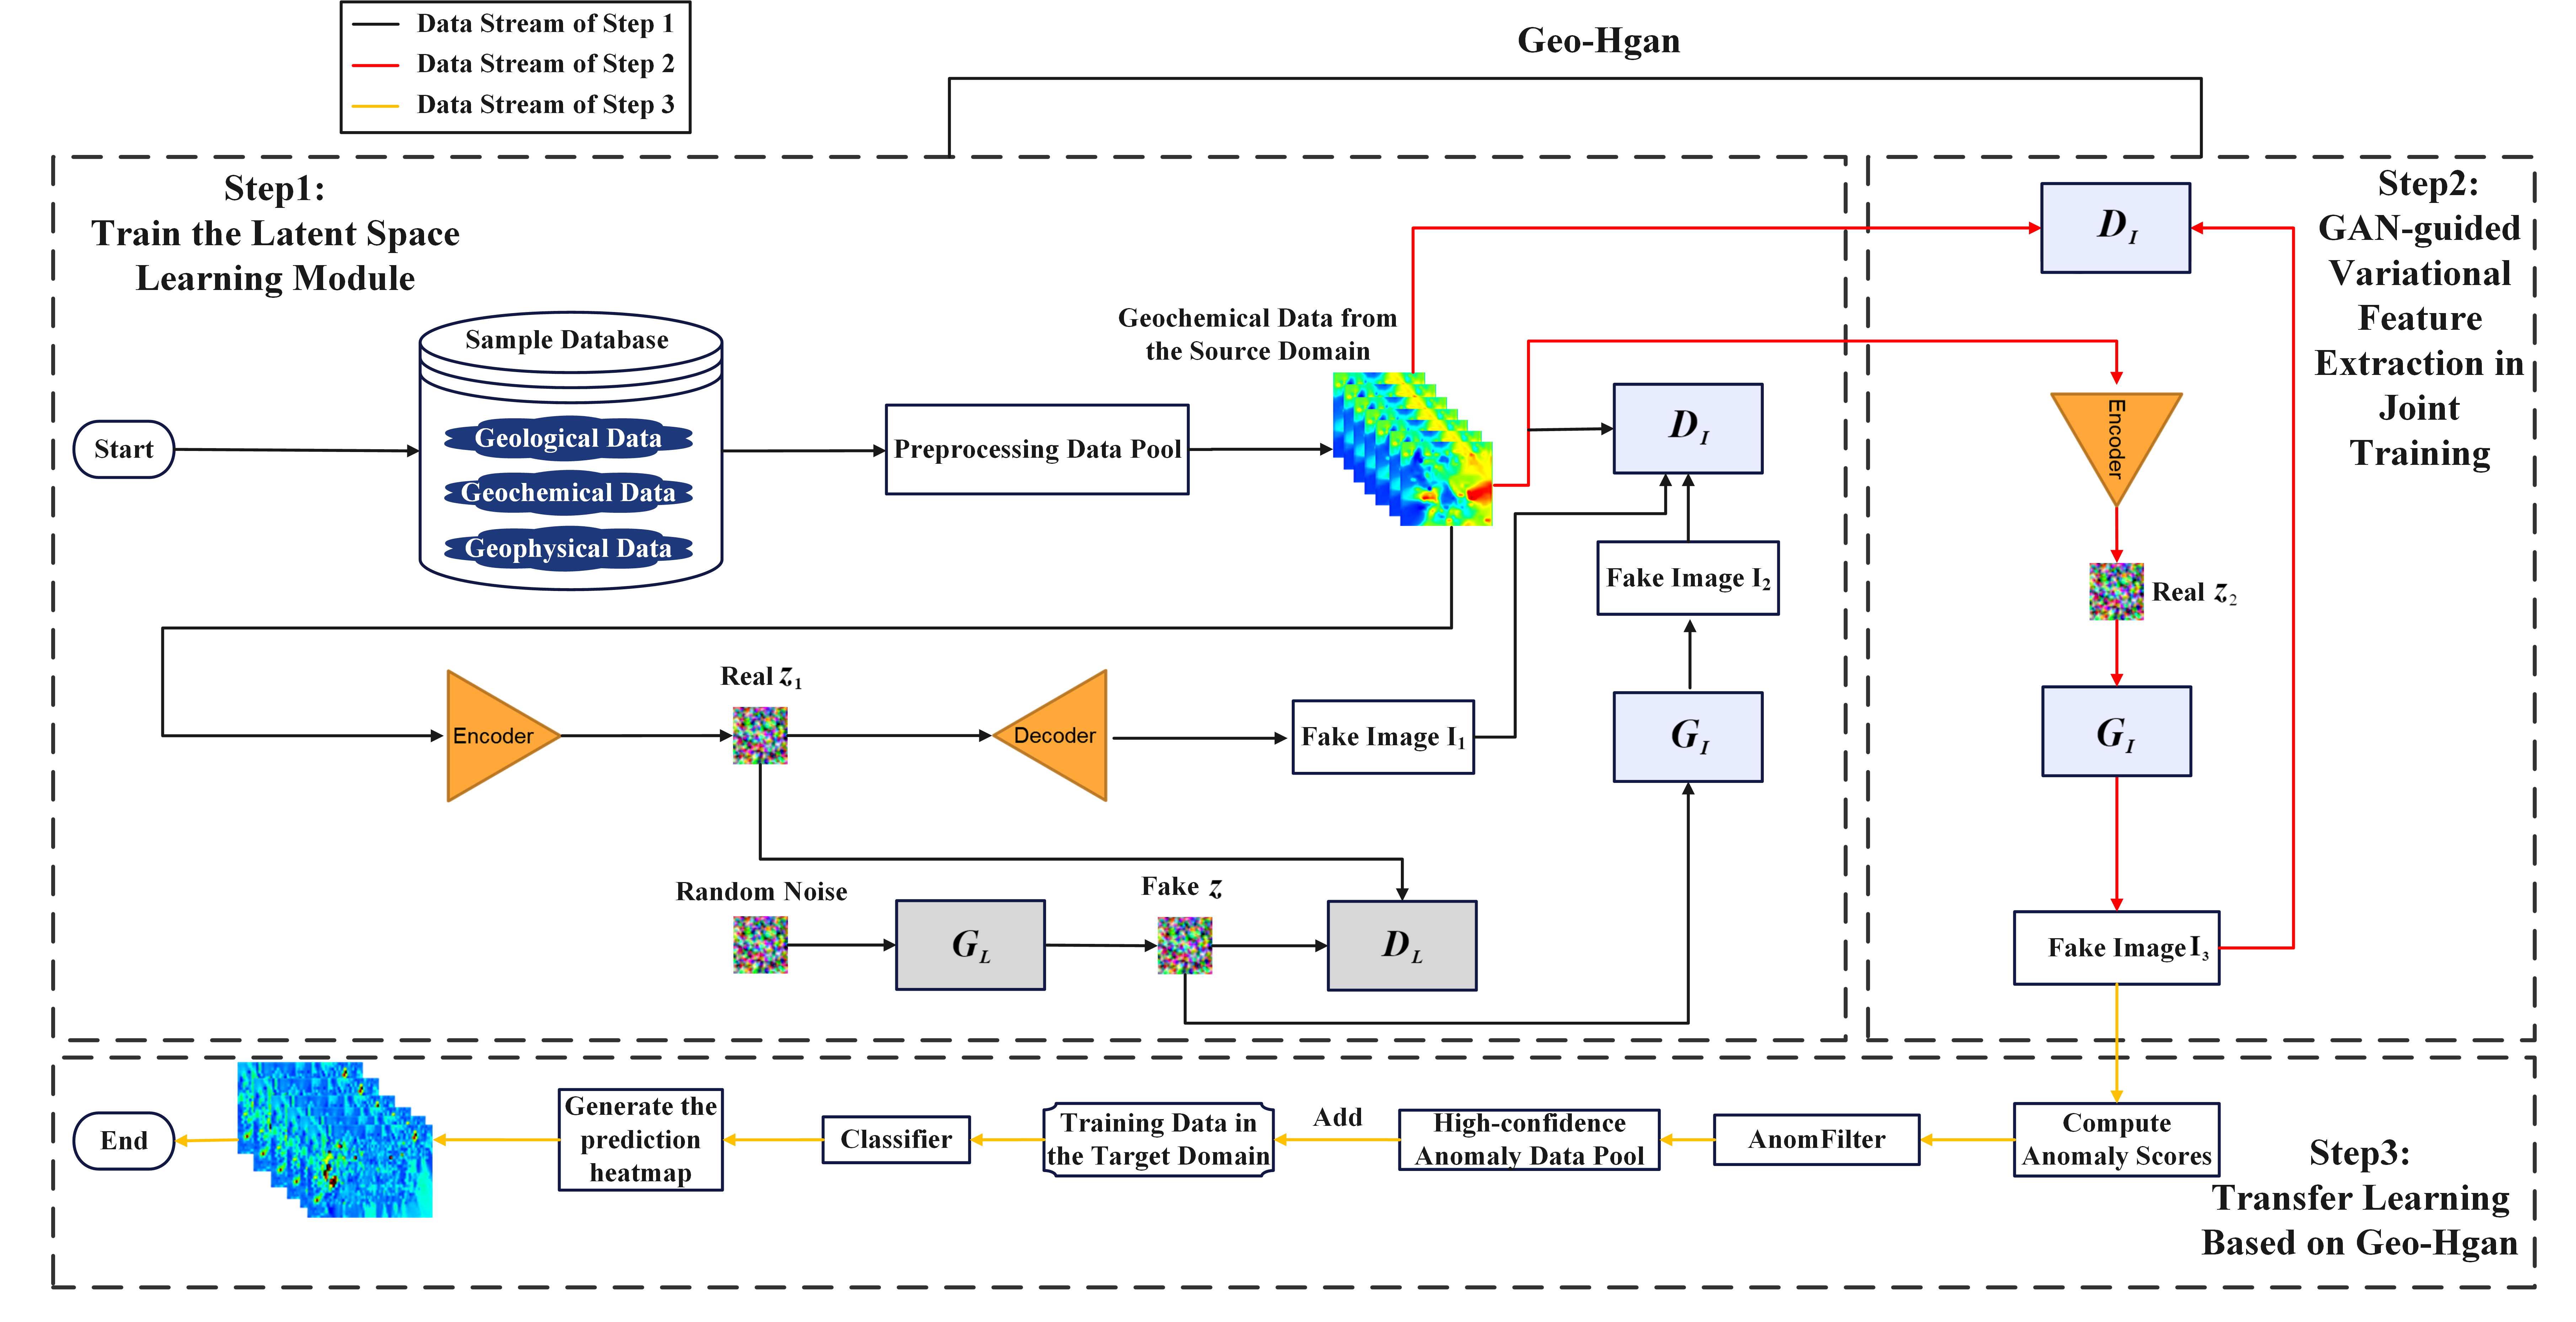 Data Stream of Step 1
Data Stream of Step 2
Data Stream of Step 3
Geo-Hgan
Step1:
Train the Latent Space
Learning Module
Step2:
GAN-guided
Variational
Feature
Extraction in
Joint
Training
D_I
Sample Database
Geological Data
Geochemical Data
Geophysical Data
Start
Preprocessing Data Pool
Geochemical Data from
the Source Domain
D_I
Encoder
Fake Image I₂
Real z₂
Encoder
Real z₁
Decoder
Fake Image I₁
G_I
G_I
Random Noise
G_L
Fake z
D_L
Fake Image I₃
End
Generate the
prediction
heatmap
Classifier
Training Data in
the Target Domain
Add
High-confidence
Anomaly Data Pool
AnomFilter
Compute
Anomaly Scores
Step3:
Transfer Learning
Based on Geo-Hgan